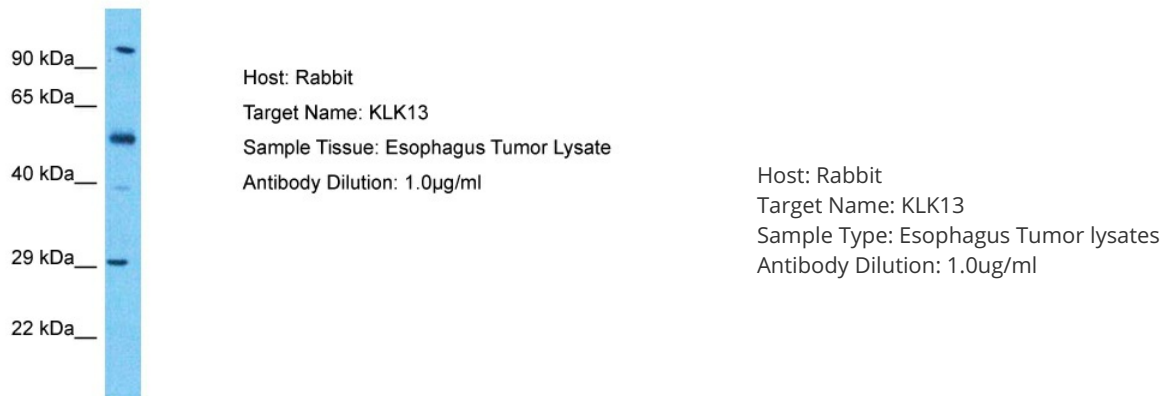 90 kDa__
65 kDa__
40 kDa__
29 kDa__
22 kDa__
Host: Rabbit
Target Name: KLK13
Sample Tissue: Esophagus Tumor Lysate
Antibody Dilution: 1.0µg/ml
Host: Rabbit
Target Name: KLK13
Sample Type: Esophagus Tumor lysates
Antibody Dilution: 1.0ug/ml